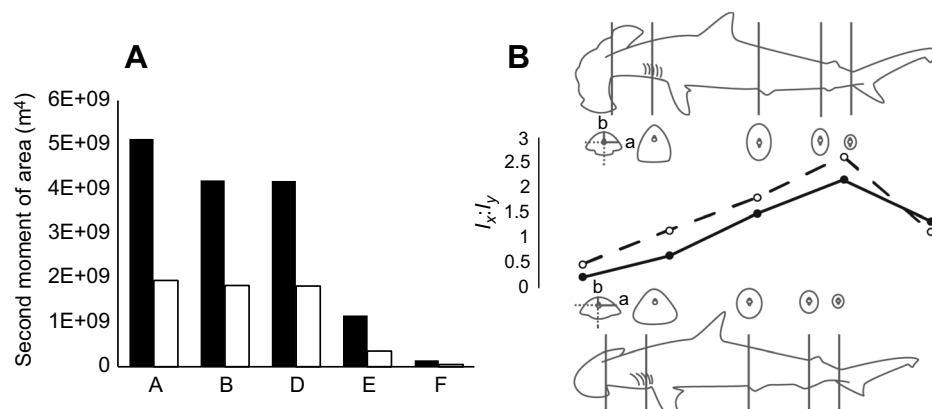 A
Second moment of area (m⁴)
6E+09
5E+09
4E+09
3E+09
2E+09
1E+09
0
A B D E F
B
b
a
3
2.5
2
1.5
1
0.5
0
Ix:Iy
b
a